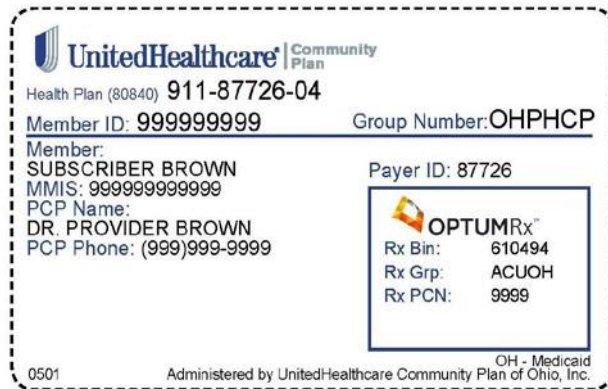 UnitedHealthcare® Community Plan
Health Plan (80840) 911-87726-04
Member ID: 999999999 Group Number: OHPHCP
Member:
SUBSCRIBER BROWN
MMIS: 999999999999
PCP Name:
DR. PROVIDER BROWN
PCP Phone: (999)999-9999
Payer ID: 87726
OPTUMRx™
Rx Bin: 610494
Rx Grp: ACUOH
Rx PCN: 9999
OH - Medicaid
0501 Administered by UnitedHealthcare Community Plan of Ohio, Inc.